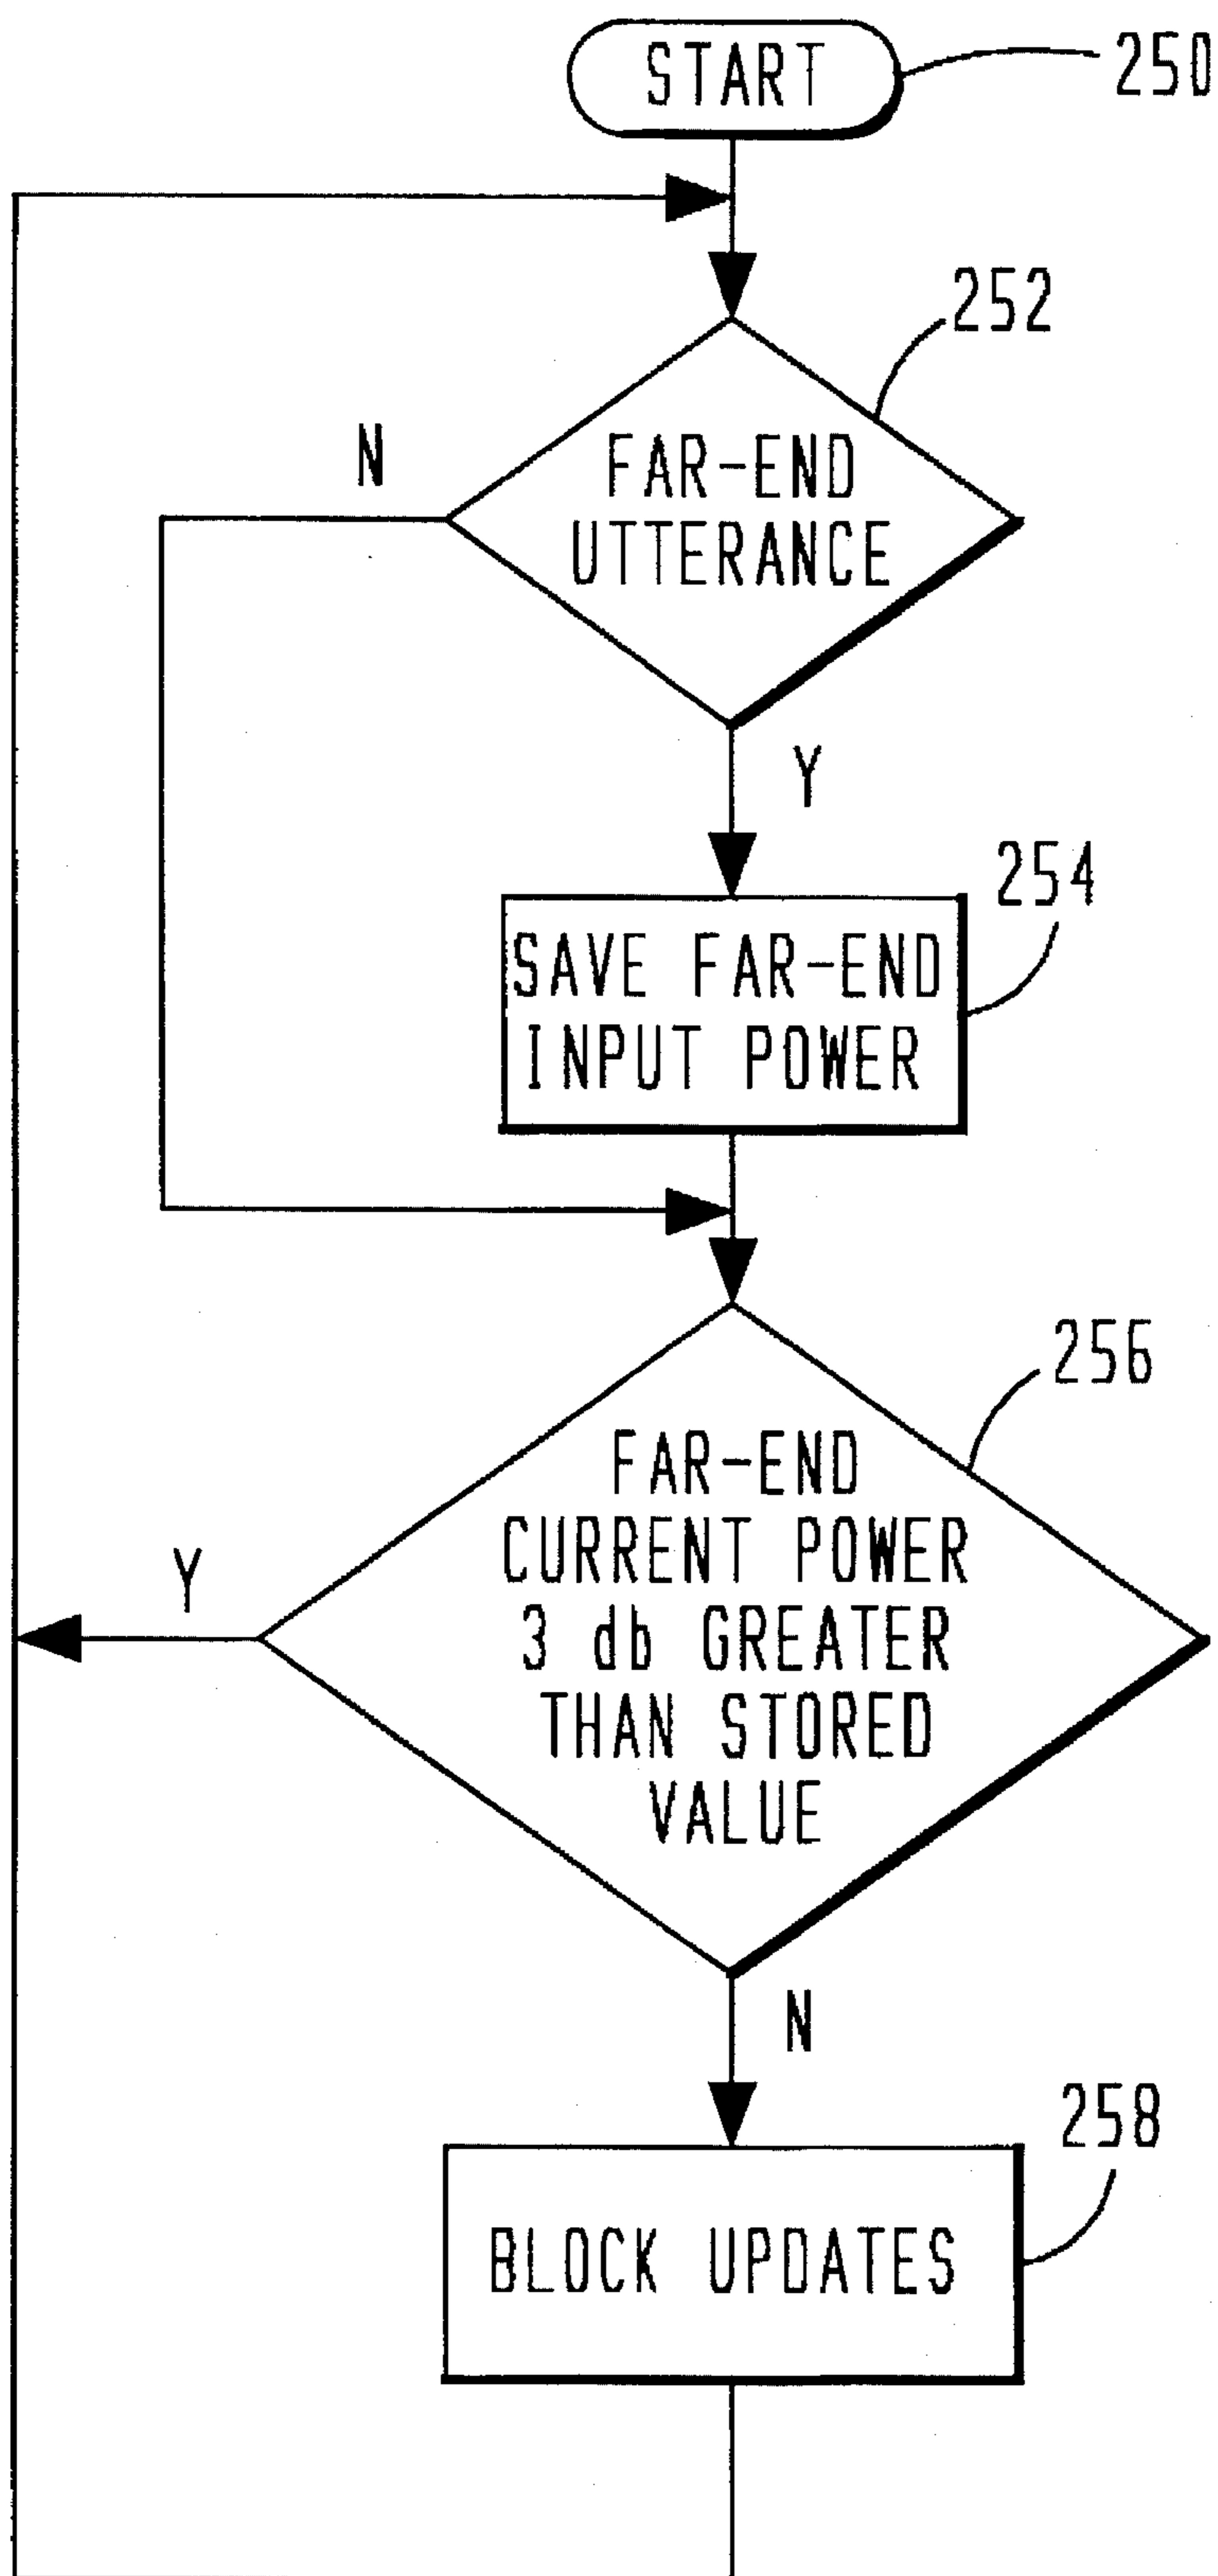 START
250
252
N
FAR-END
UTTERANCE
Y
254
SAVE FAR-END
INPUT POWER
256
FAR-END
CURRENT POWER
3 db GREATER
THAN STORED
VALUE
Y
N
258
BLOCK UPDATES